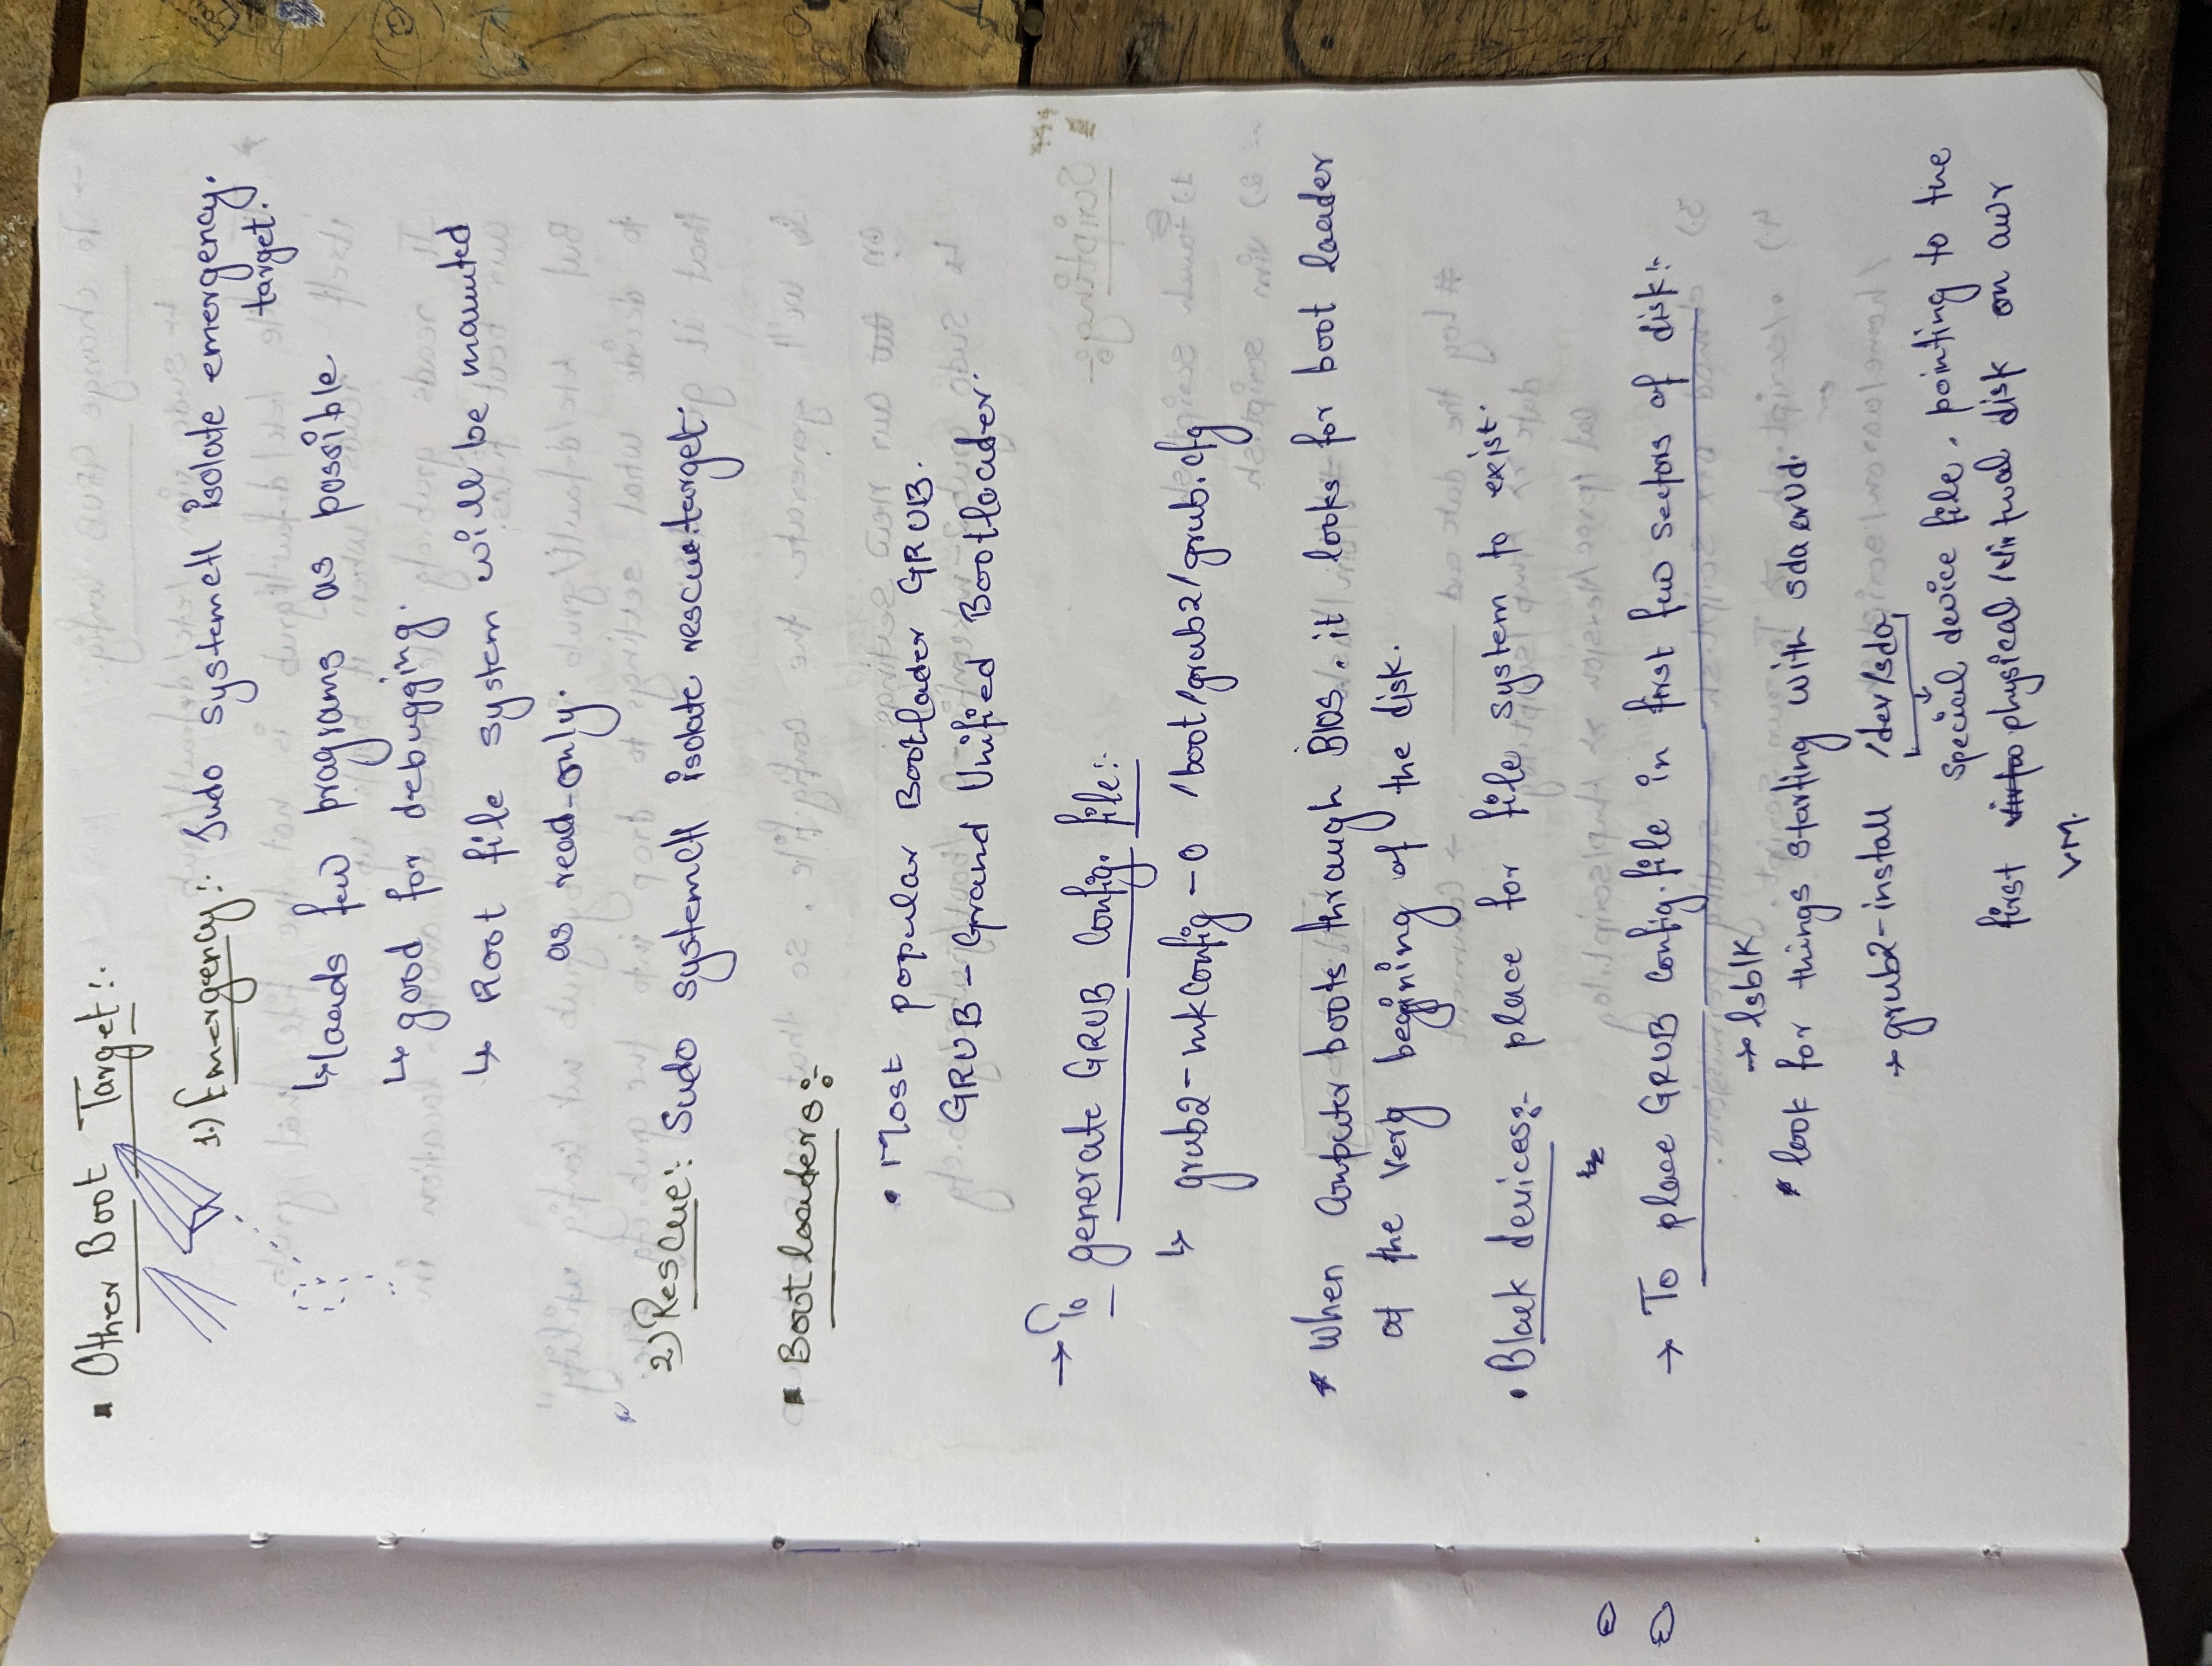 ▪ Other Boot Target:-
1.) Emergency:- Sudo systemctl isolate emergency.
target.
↳ Loads few programs as possible
↳ good for debugging.
↳ Root file system will be mounted
as read-only.
2) Rescue:- Sudo systemctl isolate rescue.target.
▪ Bootloaders:-
• Most popular Bootloader GRUB.
GRUB - Grand Unified Bootloader.
→ To generate GRUB Config. file:-
↳ grub2-mkconfig -o /boot/grub2/grub.cfg
* When Computer boots through BIOS, it looks for boot loader
at the very beginning of the disk.
• Block devices:- place for file system to exist.
→ To place GRUB Config. file in first few sectors of disk:-
→ lsblk
* look for things starting with sda or vd.
→ grub2-install /dev/sda
Special device file, pointing to the
first physical/virtual disk on our
VM.